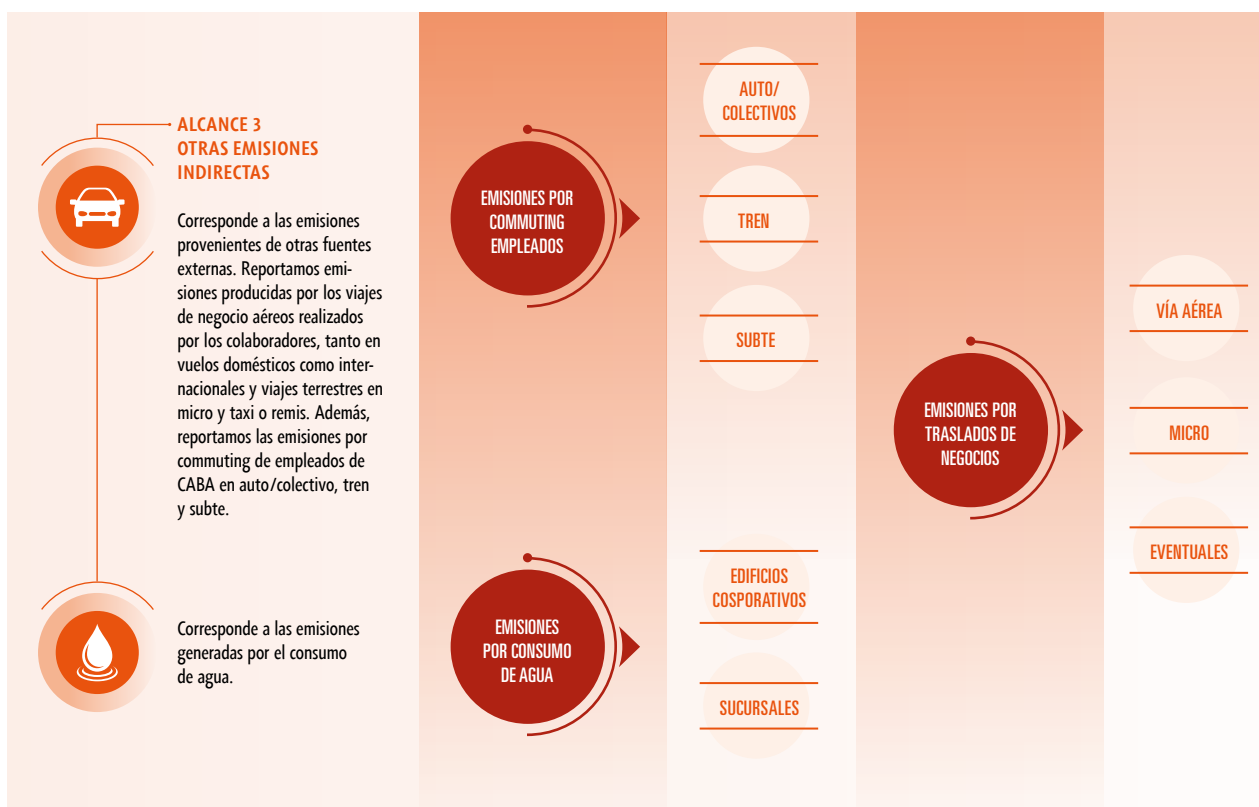 ALCANCE 3
OTRAS EMISIONES
INDIRECTAS
Corresponde a las emisiones
provenientes de otras fuentes
externas. Reportamos emi-
siones producidas por los viajes
de negocio aéreos realizados
por los colaboradores, tanto en
vuelos domésticos como inter-
nacionales y viajes terrestres en
micro y taxi o remis. Además,
reportamos las emisiones por
commuting de empleados de
CABA en auto/colectivo, tren
y subte.
Corresponde a las emisiones
generadas por el consumo
de agua.
EMISIONES POR
COMMUTING
EMPLEADOS
AUTO/
COLECTIVOS
TREN
SUBTE
EMISIONES
POR CONSUMO
DE AGUA
EDIFICIOS
COSPORATIVOS
SUCURSALES
EMISIONES POR
TRASLADOS DE
NEGOCIOS
VÍA AÉREA
MICRO
EVENTUALES